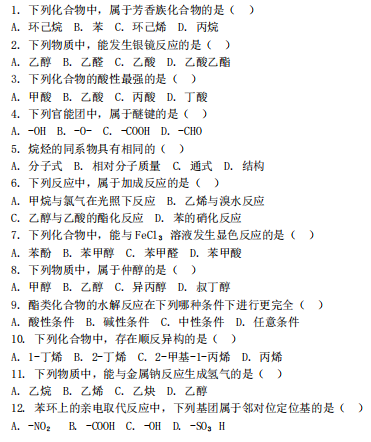 1. 下列化合物中，属于芳香族化合物的是（ ）
A. 环己烷 B. 苯 C. 环己烯 D. 丙烷
2. 下列物质中，能发生银镜反应的是（ ）
A. 乙醇 B. 乙醛 C. 乙酸 D. 乙酸乙酯
3. 下列化合物的酸性最强的是（ ）
A. 甲酸 B. 乙酸 C. 丙酸 D. 丁酸
4. 下列官能团中，属于醚键的是（ ）
A. -OH B. -O- C. -COOH D. -CHO
5. 烷烃的同系物具有相同的（ ）
A. 分子式 B. 相对分子质量 C. 通式 D. 结构
6. 下列反应中，属于加成反应的是（ ）
A. 甲烷与氯气在光照下反应 B. 乙烯与溴水反应
C. 乙醇与乙酸的酯化反应 D. 苯的硝化反应
7. 下列化合物中，能与FeCl₃ 溶液发生显色反应的是（ ）
A. 苯酚 B. 苯甲醇 C. 苯甲醛 D. 苯甲酸
8. 下列物质中，属于仲醇的是（ ）
A. 甲醇 B. 乙醇 C. 异丙醇 D. 叔丁醇
9. 酯类化合物的水解反应在下列哪种条件下进行更完全（ ）
A. 酸性条件 B. 碱性条件 C. 中性条件 D. 任意条件
10. 下列化合物中，存在顺反异构的是（ ）
A. 1-丁烯 B. 2-丁烯 C. 2-甲基-1-丙烯 D. 丙烯
11. 下列物质中，能与金属钠反应生成氢气的是（ ）
A. 乙烷 B. 乙烯 C. 乙炔 D. 乙醇
12. 苯环上的亲电取代反应中，下列基团属于邻对位定位基的是（ ）
A. -NO₂ B. -COOH C. -OH D. -SO₃ H